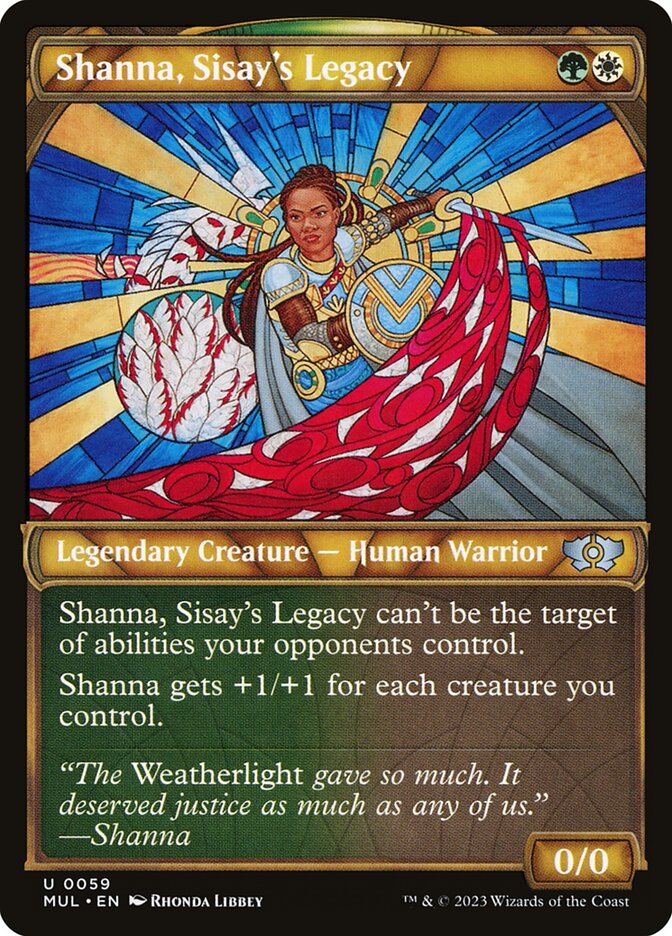 Shanna, Sisay's Legacy
Legendary Creature — Human Warrior
Shanna, Sisay's Legacy can't be the target
of abilities your opponents control.
Shanna gets +1/+1 for each creature you
control.
"The Weatherlight gave so much. It
deserved justice as much as any of us."
—Shanna
0/0
U 0059
MUL • EN Rhonda Libbey
™ & © 2023 Wizards of the Coast